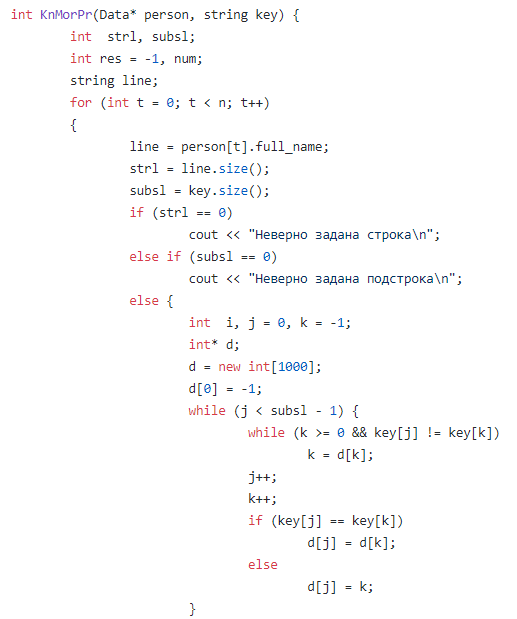 int KnMorPr(Data* person, string key) {
        int  strl, subsl;
        int res = -1, num;
        string line;
        for (int t = 0; t < n; t++)
        {
                line = person[t].full_name;
                strl = line.size();
                subsl = key.size();
                if (strl == 0)
                        cout << "Неверно задана строка\n";
                else if (subsl == 0)
                        cout << "Неверно задана подстрока\n";
                else {
                        int  i, j = 0, k = -1;
                        int* d;
                        d = new int[1000];
                        d[0] = -1;
                        while (j < subsl - 1) {
                                while (k >= 0 && key[j] != key[k])
                                        k = d[k];
                                j++;
                                k++;
                                if (key[j] == key[k])
                                        d[j] = d[k];
                                else
                                        d[j] = k;
                        }